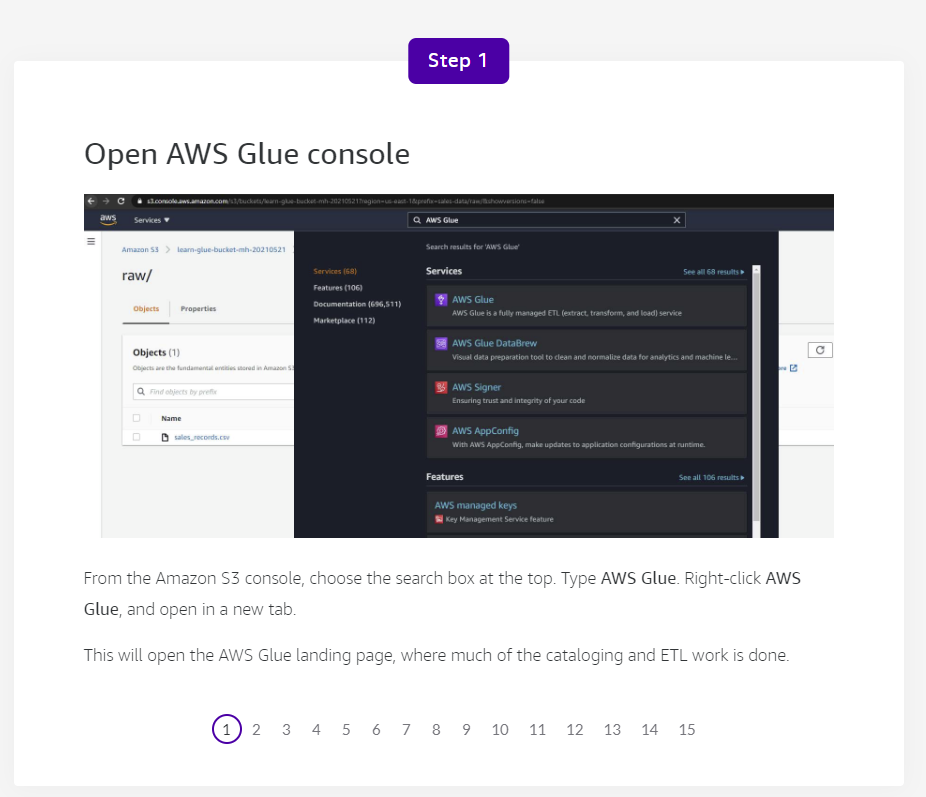 Step 1
Open AWS Glue console
s3.console.aws.amazon.com/s3/buckets/learn-glue-bucket-mh-20210521?region=us-east-1&prefix=sales-data/raw/&showversions=false
aws Services ▼ AWS Glue
Amazon S3 > learn-glue-bucket-mh-20210521
raw/
Objects Properties
Objects (1)
Objects are the fundamental entities stored in Amazon S3
Find objects by prefix
Name
sales_records.csv
Services (68)
Features (106)
Documentation (696,511)
Marketplace (112)
Search results for 'AWS Glue'
Services See all 68 results ▶
AWS Glue
AWS Glue is a fully managed ETL (extract, transform, and load) service
AWS Glue DataBrew
Visual data preparation tool to clean and normalize data for analytics and machine le...
AWS Signer
Ensuring trust and integrity of your code
AWS AppConfig
With AWS AppConfig, make updates to application configurations at runtime.
Features See all 106 results ▶
AWS managed keys
Key Management Service feature
From the Amazon S3 console, choose the search box at the top. Type AWS Glue. Right-click AWS
Glue, and open in a new tab.
This will open the AWS Glue landing page, where much of the cataloging and ETL work is done.
1 2 3 4 5 6 7 8 9 10 11 12 13 14 15